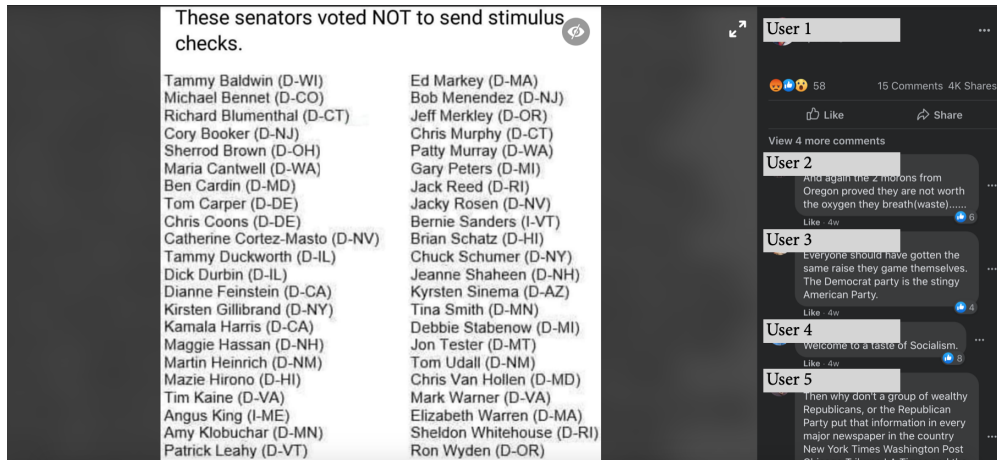 These senators voted NOT to send stimulus
checks.
Tammy Baldwin (D-WI)
Michael Bennet (D-CO)
Richard Blumenthal (D-CT)
Cory Booker (D-NJ)
Sherrod Brown (D-OH)
Maria Cantwell (D-WA)
Ben Cardin (D-MD)
Tom Carper (D-DE)
Chris Coons (D-DE)
Catherine Cortez-Masto (D-NV)
Tammy Duckworth (D-IL)
Dick Durbin (D-IL)
Dianne Feinstein (D-CA)
Kirsten Gillibrand (D-NY)
Kamala Harris (D-CA)
Maggie Hassan (D-NH)
Martin Heinrich (D-NM)
Mazie Hirono (D-HI)
Tim Kaine (D-VA)
Angus King (I-ME)
Amy Klobuchar (D-MN)
Patrick Leahy (D-VT)
Ed Markey (D-MA)
Bob Menendez (D-NJ)
Jeff Merkley (D-OR)
Chris Murphy (D-CT)
Patty Murray (D-WA)
Gary Peters (D-MI)
Jack Reed (D-RI)
Jacky Rosen (D-NV)
Bernie Sanders (I-VT)
Brian Schatz (D-HI)
Chuck Schumer (D-NY)
Jeanne Shaheen (D-NH)
Kyrsten Sinema (D-AZ)
Tina Smith (D-MN)
Debbie Stabenow (D-MI)
Jon Tester (D-MT)
Tom Udall (D-NM)
Chris Van Hollen (D-MD)
Mark Warner (D-VA)
Elizabeth Warren (D-MA)
Sheldon Whitehouse (D-RI)
Ron Wyden (D-OR)
User 1
58 15 Comments 4K Shares
Like Share
View 4 more comments
User 2
And again the 2 morons from
Oregon proved they are not worth
the oxygen they breath(waste)......
6
Like · 4w
User 3
Everyone should have gotten the
same raise they game themselves.
The Democrat party is the stingy
American Party.
4
Like · 4w
User 4
Welcome to a taste of Socialism.
8
Like · 4w
User 5
Then why don't a group of wealthy
Republicans, or the Republican
Party put that information in every
major newspaper in the country
New York Times Washington Post